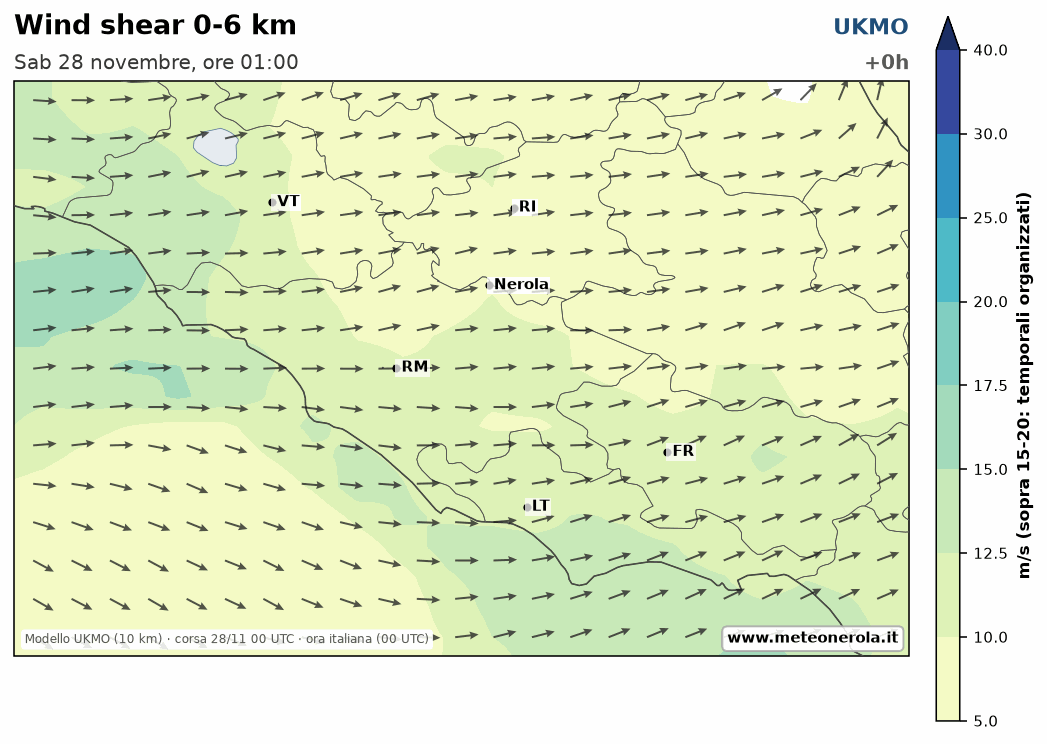 Wind shear 0-6 km
UKMO
Sab 28 novembre, ore 01:00
+0h
VT
RI
Nerola
RM
FR
LT
Modello UKMO (10 km) · corsa 28/11 00 UTC · ora italiana (00 UTC)
www.meteonerola.it
40.0
30.0
25.0
20.0
17.5
15.0
12.5
10.0
5.0
m/s (sopra 15-20: temporali organizzati)